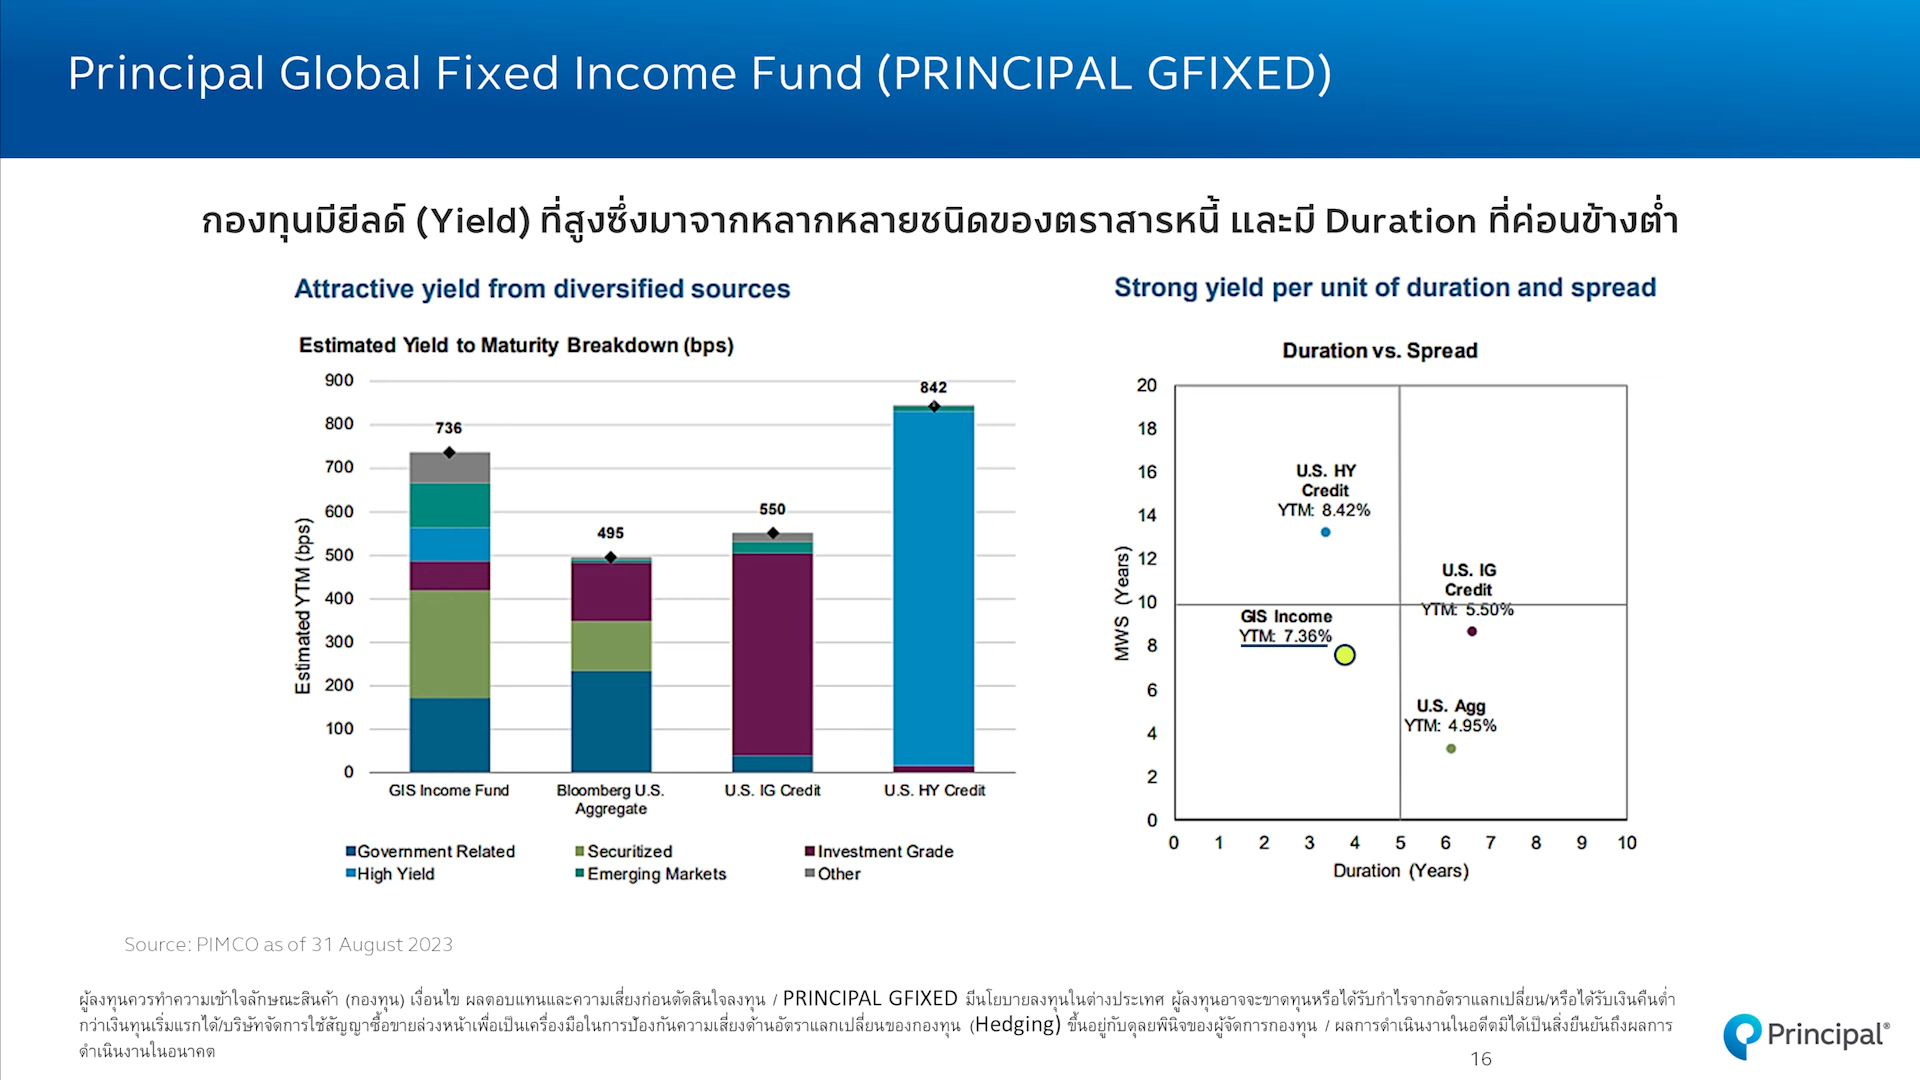 Principal Global Fixed Income Fund (PRINCIPAL GFIXED)
กองทุนมียีลด์ (Yield) ที่สูงซึ่งมาจากหลากหลายชนิดของตราสารหนี้ และมี Duration ที่ค่อนข้างต่ำ
Attractive yield from diversified sources
Estimated Yield to Maturity Breakdown (bps)
Estimated YTM (bps)
900
800
700
600
500
400
300
200
100
0
736
495
550
842
GIS Income Fund
Bloomberg U.S.
Aggregate
U.S. IG Credit
U.S. HY Credit
Government Related
Securitized
Investment Grade
High Yield
Emerging Markets
Other
Strong yield per unit of duration and spread
Duration vs. Spread
MWS (Years)
20
18
16
14
12
10
8
6
4
2
0
U.S. HY
Credit
YTM: 8.42%
U.S. IG
Credit
YTM: 5.50%
GIS Income
YTM: 7.36%
U.S. Agg
YTM: 4.95%
0 1 2 3 4 5 6 7 8 9 10
Duration (Years)
Source: PIMCO as of 31 August 2023
ผู้ลงทุนควรทำความเข้าใจลักษณะสินค้า (กองทุน) เงื่อนไข ผลตอบแทนและความเสี่ยงก่อนตัดสินใจลงทุน / PRINCIPAL GFIXED มีนโยบายลงทุนในต่างประเทศ ผู้ลงทุนอาจจะขาดทุนหรือได้รับกำไรจากอัตราแลกเปลี่ยน/หรือได้รับเงินคืนต่ำ
กว่าเงินทุนเริ่มแรกได้/บริษัทจัดการใช้สัญญาซื้อขายล่วงหน้าเพื่อเป็นเครื่องมือในการป้องกันความเสี่ยงด้านอัตราแลกเปลี่ยนของกองทุน (Hedging) ขึ้นอยู่กับดุลยพินิจของผู้จัดการกองทุน / ผลการดำเนินงานในอดีตมิได้เป็นสิ่งยืนยันถึงผลการ
ดำเนินงานในอนาคต
16
Principal®